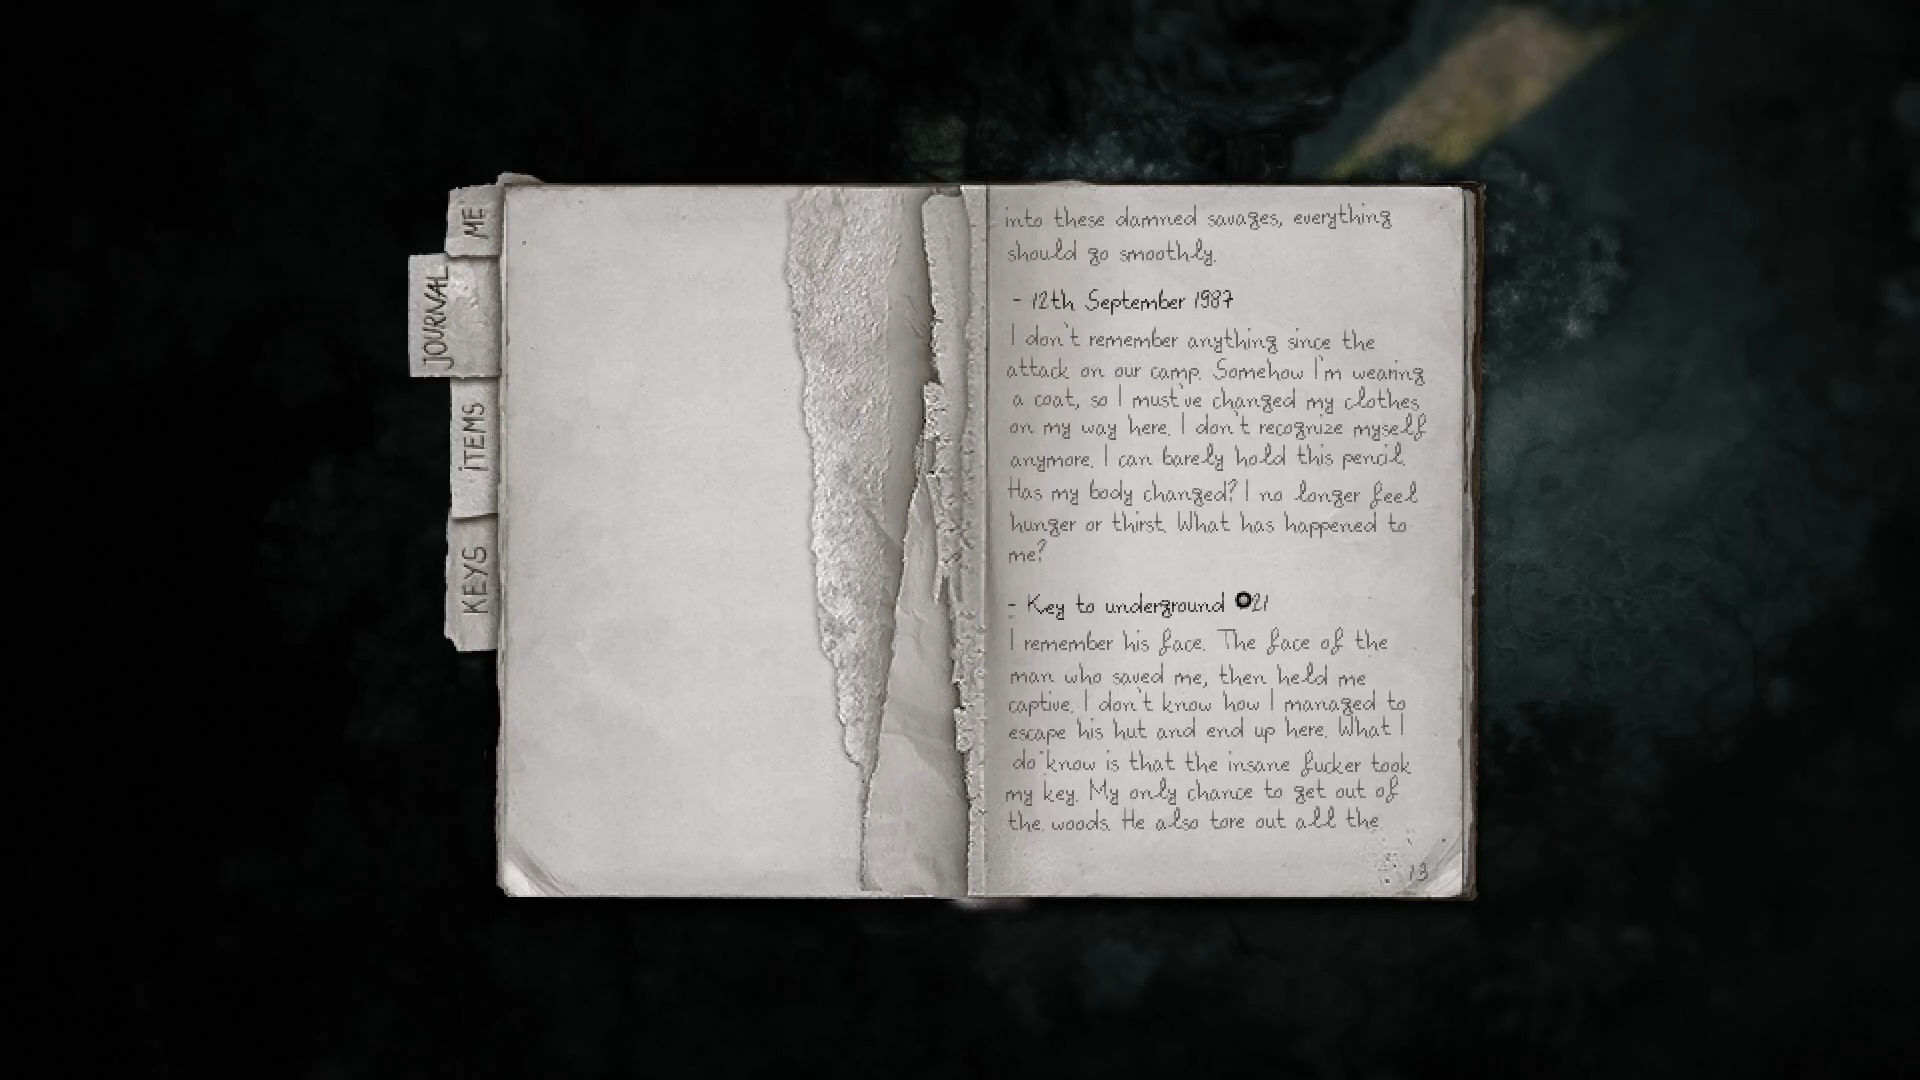 ME
JOURNAL
ITEMS
KEYS
into these damned savages, everything
should go smoothly.
- 12th September 1987
I don't remember anything since the
attack on our camp. Somehow I'm wearing
a coat, so I must've changed my clothes
on my way here. I don't recognize myself
anymore. I can barely hold this pencil.
Has my body changed? I no longer feel
hunger or thirst. What has happened to
me?
- Key to underground 21
I remember his face. The face of the
man who saved me, then held me
captive. I don't know how I managed to
escape his hut and end up here. What I
do know is that the insane fucker took
my key. My only chance to get out of
the woods. He also tore out all the
13